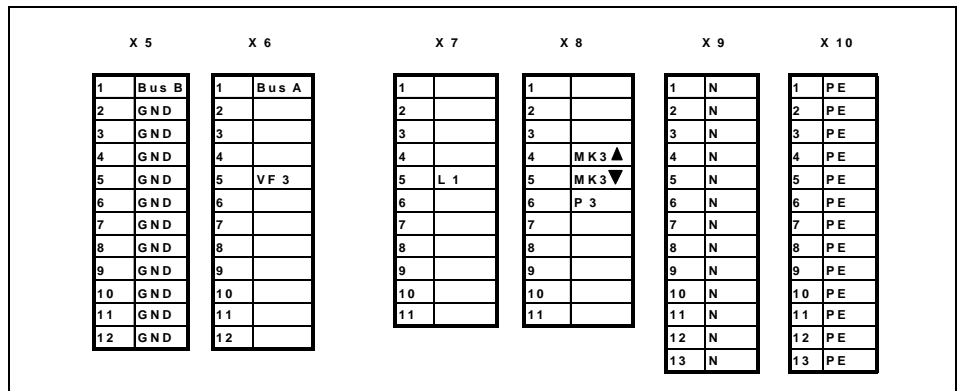 X 5 X 6 X 7 X 8 X 9 X 10
1 Bus B 1 Bus A 1 1 1 N 1 PE
2 GND 2 2 2 2 N 2 PE
3 GND 3 3 3 3 N 3 PE
4 GND 4 4 4 MK3▲ 4 N 4 PE
5 GND 5 VF 3 5 L 1 5 MK3▼ 5 N 5 PE
6 GND 6 6 6 P 3 6 N 6 PE
7 GND 7 7 7 7 N 7 PE
8 GND 8 8 8 8 N 8 PE
9 GND 9 9 9 9 N 9 PE
10 GND 10 10 10 10 N 10 PE
11 GND 11 11 11 11 N 11 PE
12 GND 12 12 N 12 PE
13 N 13 PE